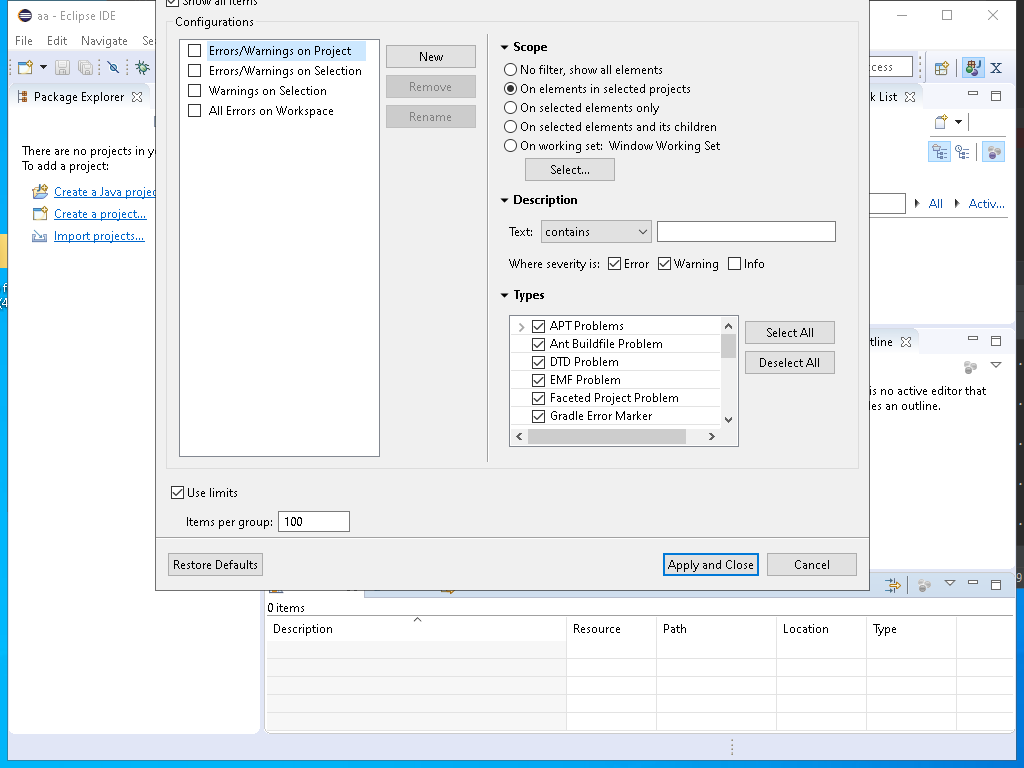 aa - Eclipse IDE
Show all items
File Edit Navigate Se
Configurations
Errors/Warnings on Project
Errors/Warnings on Selection
Warnings on Selection
All Errors on Workspace
New
Remove
Rename
Scope
No filter, show all elements
On elements in selected projects
On selected elements only
On selected elements and its children
On working set: Window Working Set
Select...
Description
Text: contains
Where severity is: Error Warning Info
Types
APT Problems
Ant Buildfile Problem
DTD Problem
EMF Problem
Faceted Project Problem
Gradle Error Marker
Select All
Deselect All
Use limits
Items per group: 100
Restore Defaults
Apply and Close
Cancel
Package Explorer
There are no projects in y
To add a project:
Create a Java projec
Create a project...
Import projects...
cess
k List
All Activ...
tline
is no active editor that
les an outline.
0 items
Description Resource Path Location Type